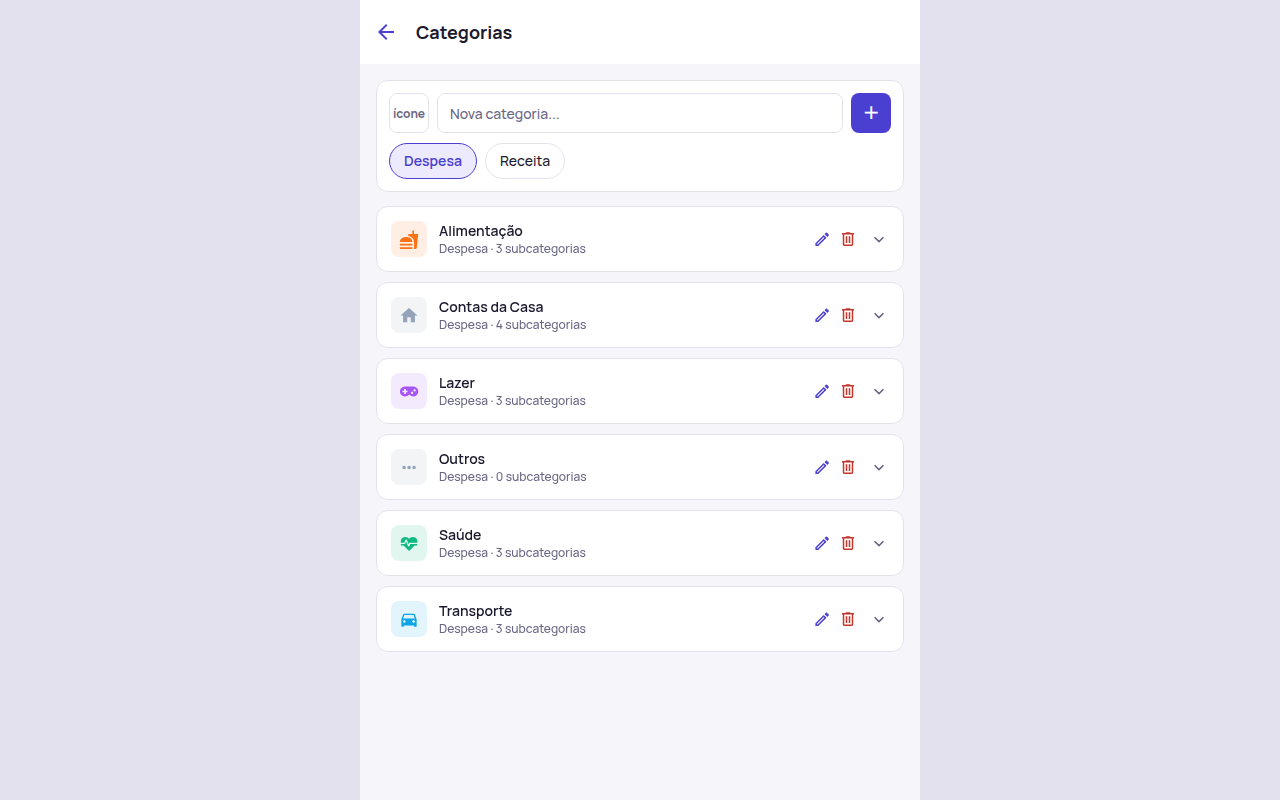 Categorias
ícone
Nova categoria...
Despesa
Receita
Alimentação
Despesa · 3 subcategorias
Contas da Casa
Despesa · 4 subcategorias
Lazer
Despesa · 3 subcategorias
Outros
Despesa · 0 subcategorias
Saúde
Despesa · 3 subcategorias
Transporte
Despesa · 3 subcategorias